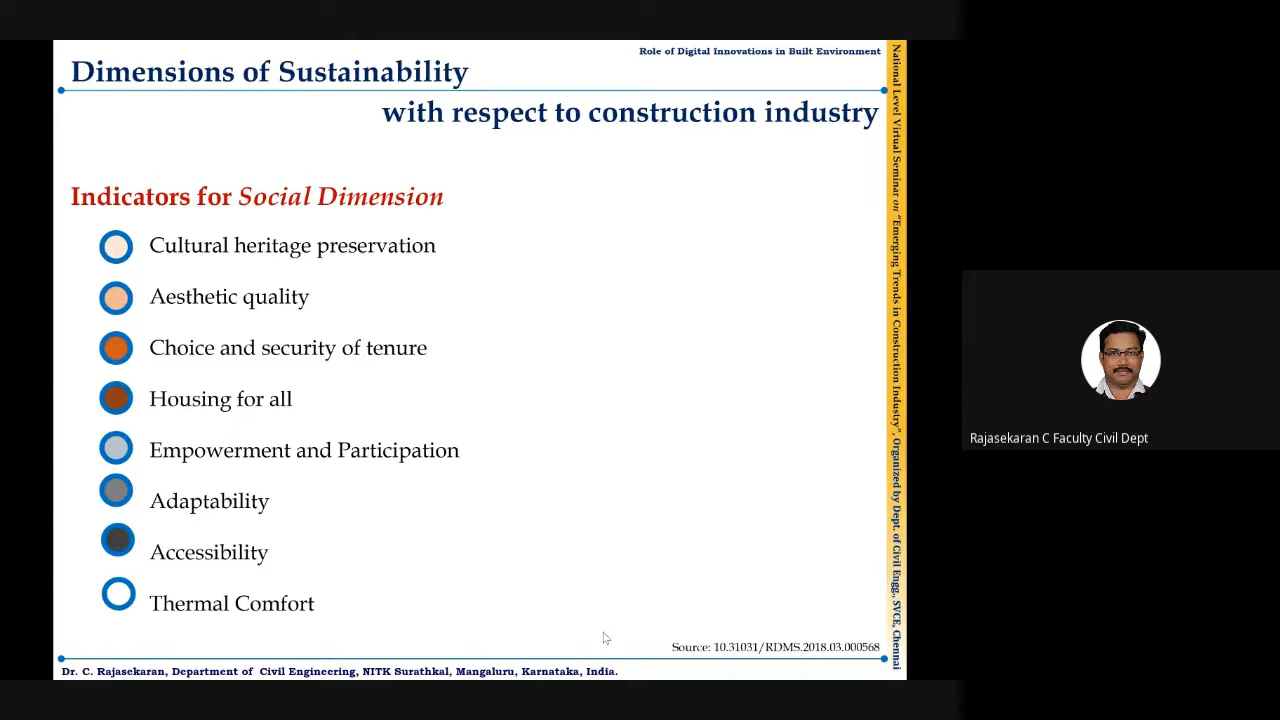 Role of Digital Innovations in Built Environment
Dimensions of Sustainability
with respect to construction industry
Indicators for Social Dimension
Cultural heritage preservation
Aesthetic quality
Choice and security of tenure
Housing for all
Empowerment and Participation
Adaptability
Accessibility
Thermal Comfort
Source: 10.31031/RDMS.2018.03.000568
Dr. C. Rajasekaran, Department of Civil Engineering, NITK Surathkal, Mangaluru, Karnataka, India.
National Level Virtual Seminar on "Emerging Trends in Construction Industry", Organized by Dept. of Civil Engg., SVCE, Chennai
Rajasekaran C Faculty Civil Dept